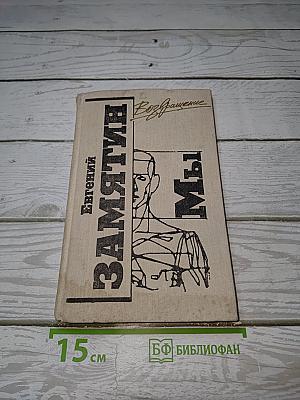 Возвращение
Евгений
ЗАМЯТИН
Мы
15 см
БФ БИБЛИОФАН